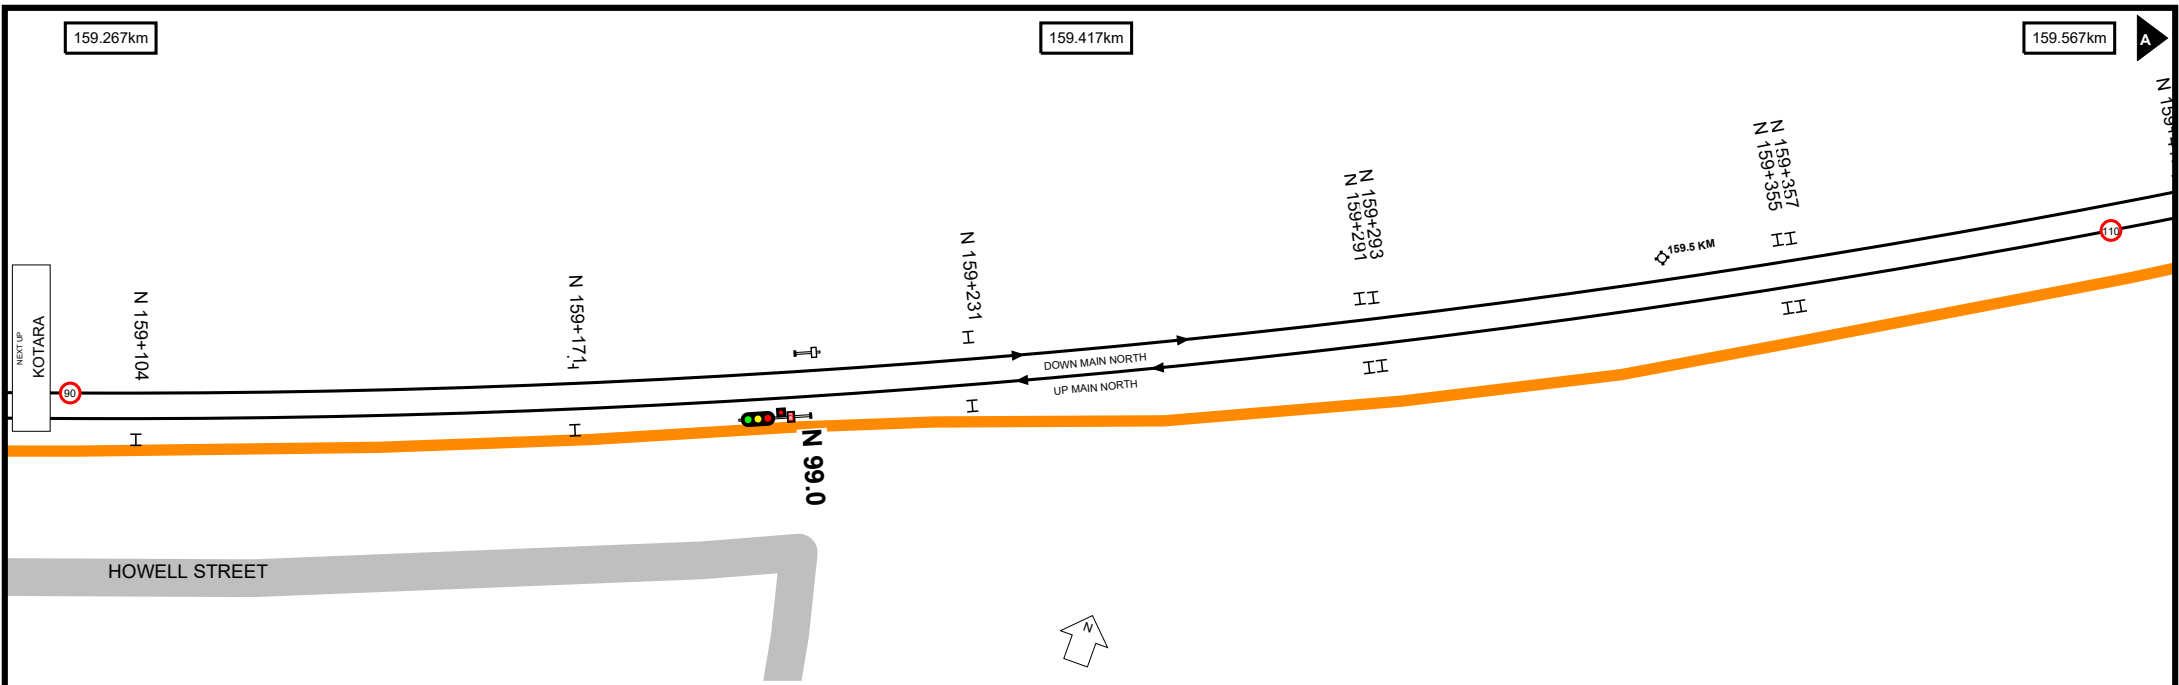 159.267km
159.417km
159.567km
A
N 159+357
N 159+355
N 159+293
N 159+291
N 159+231
159.5 KM
110
N 159+171
N 159+104
NEXT UP
KOTARA
DOWN MAIN NORTH
UP MAIN NORTH
90
N 99.0
HOWELL STREET
N